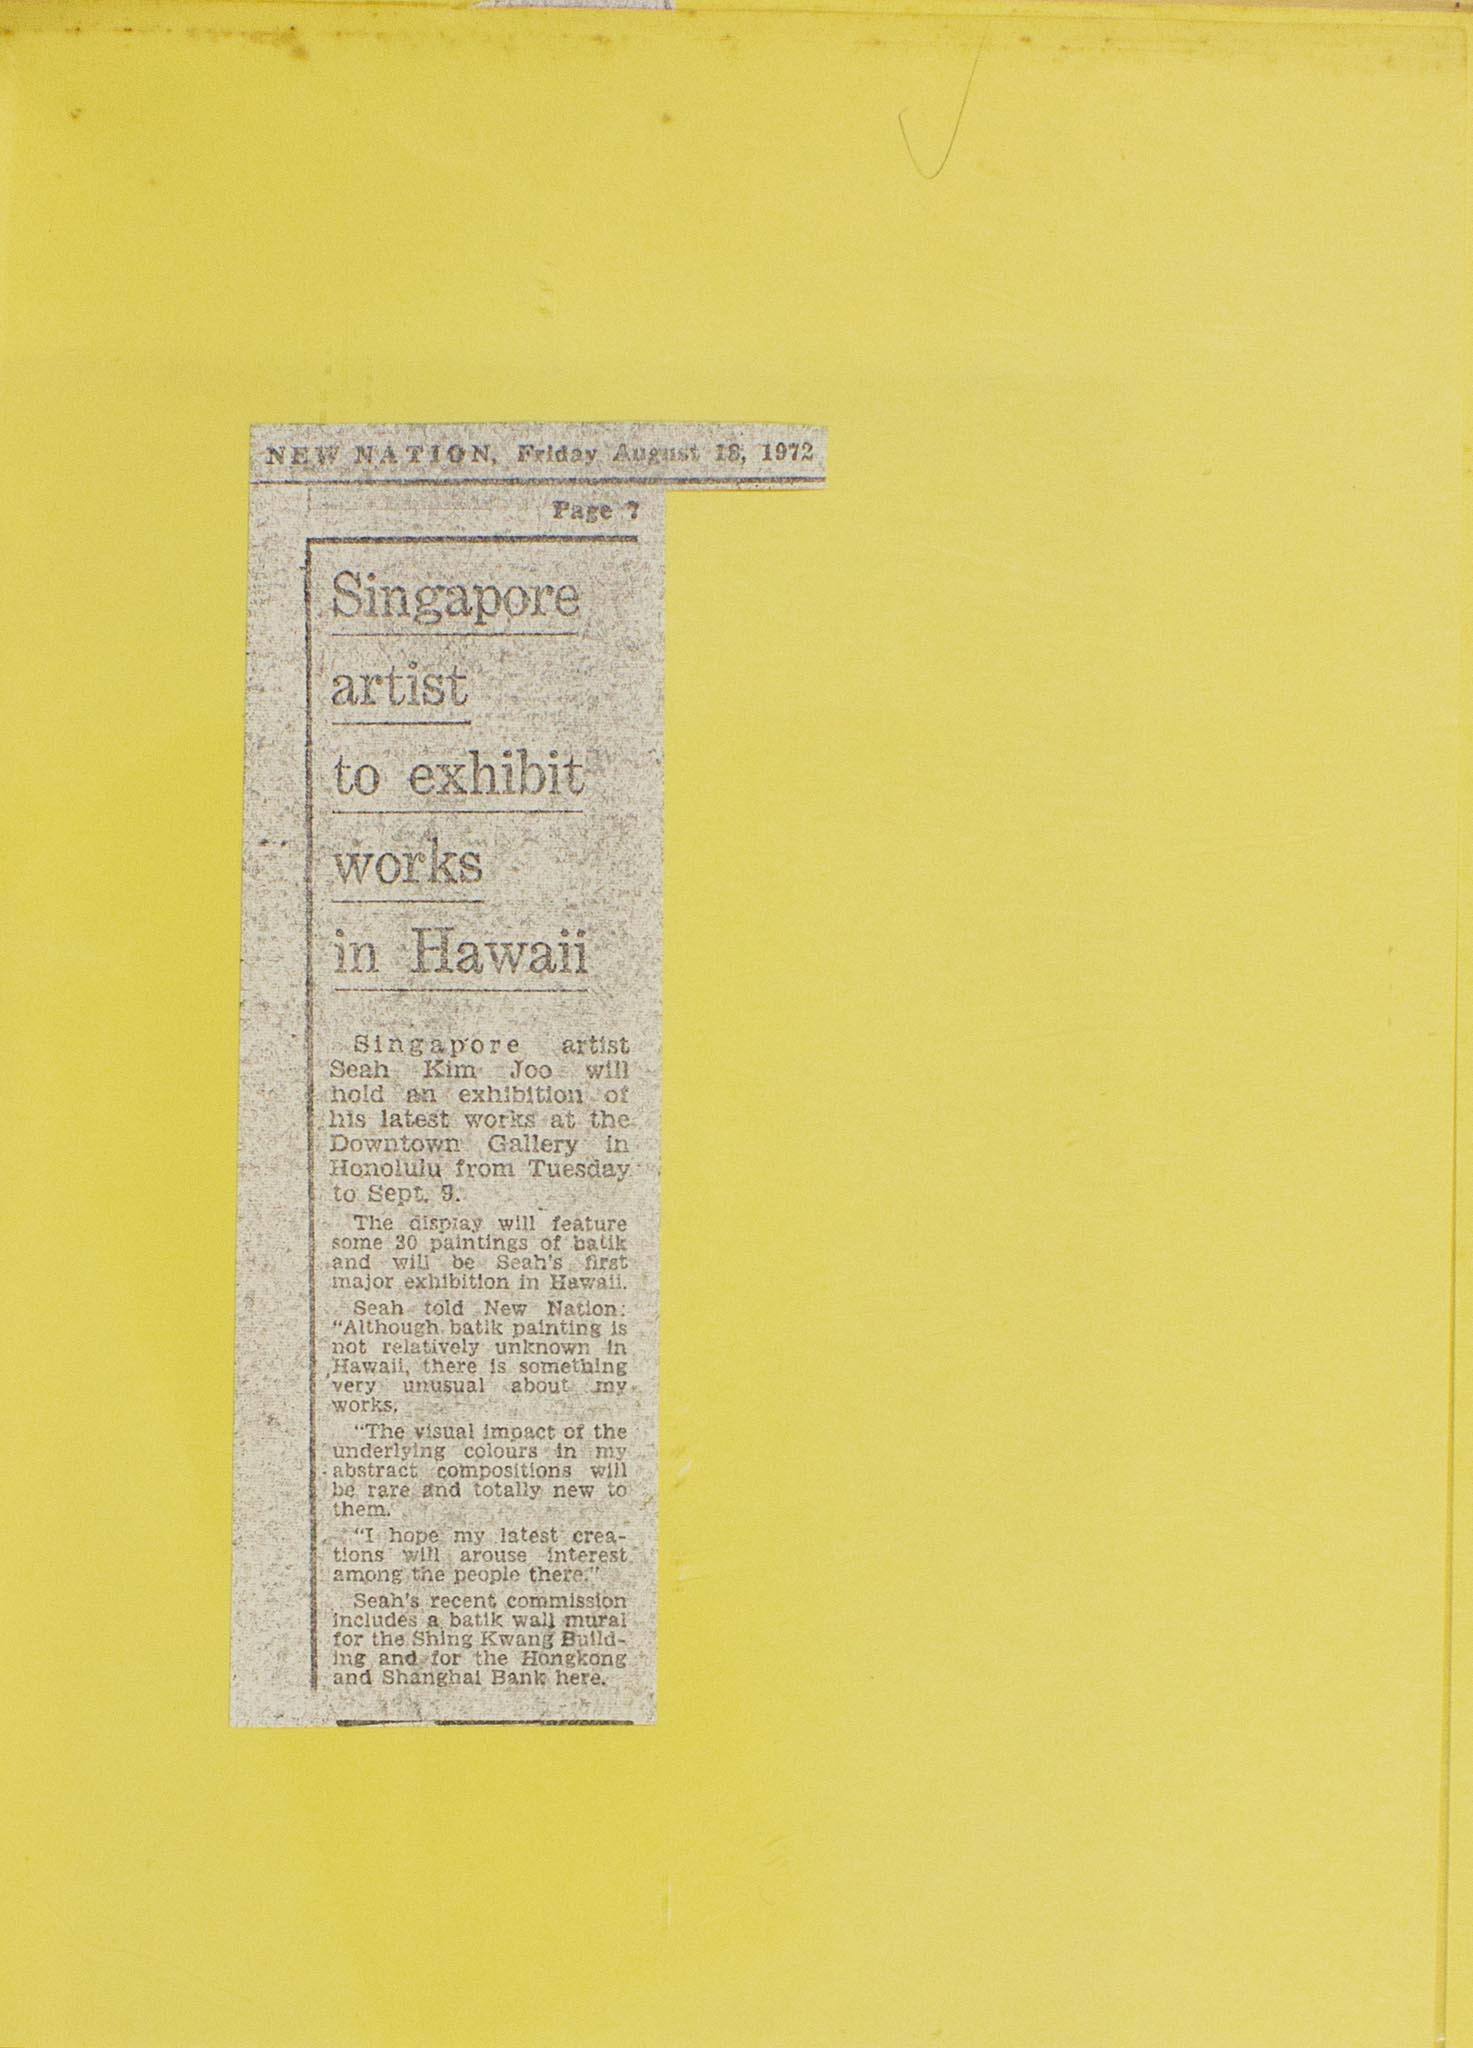 NEW NATION, Friday August 18, 1972
Page 7
Singapore
artist
to exhibit
works
in Hawaii
Singapore artist
Seah Kim Joo will
hold an exhibition of
his latest works at the
Downtown Gallery in
Honolulu from Tuesday
to Sept. 9.
The display will feature
some 30 paintings of batik
and will be Seah's first
major exhibition in Hawaii.
Seah told New Nation:
"Although batik painting is
not relatively unknown in
Hawaii, there is something
very unusual about my
works.
"The visual impact of the
underlying colours in my
abstract compositions will
be rare and totally new to
them.
"I hope my latest crea-
tions will arouse interest
among the people there."
Seah's recent commission
includes a batik wall mural
for the Shing Kwang Build-
ing and for the Hongkong
and Shanghai Bank here.